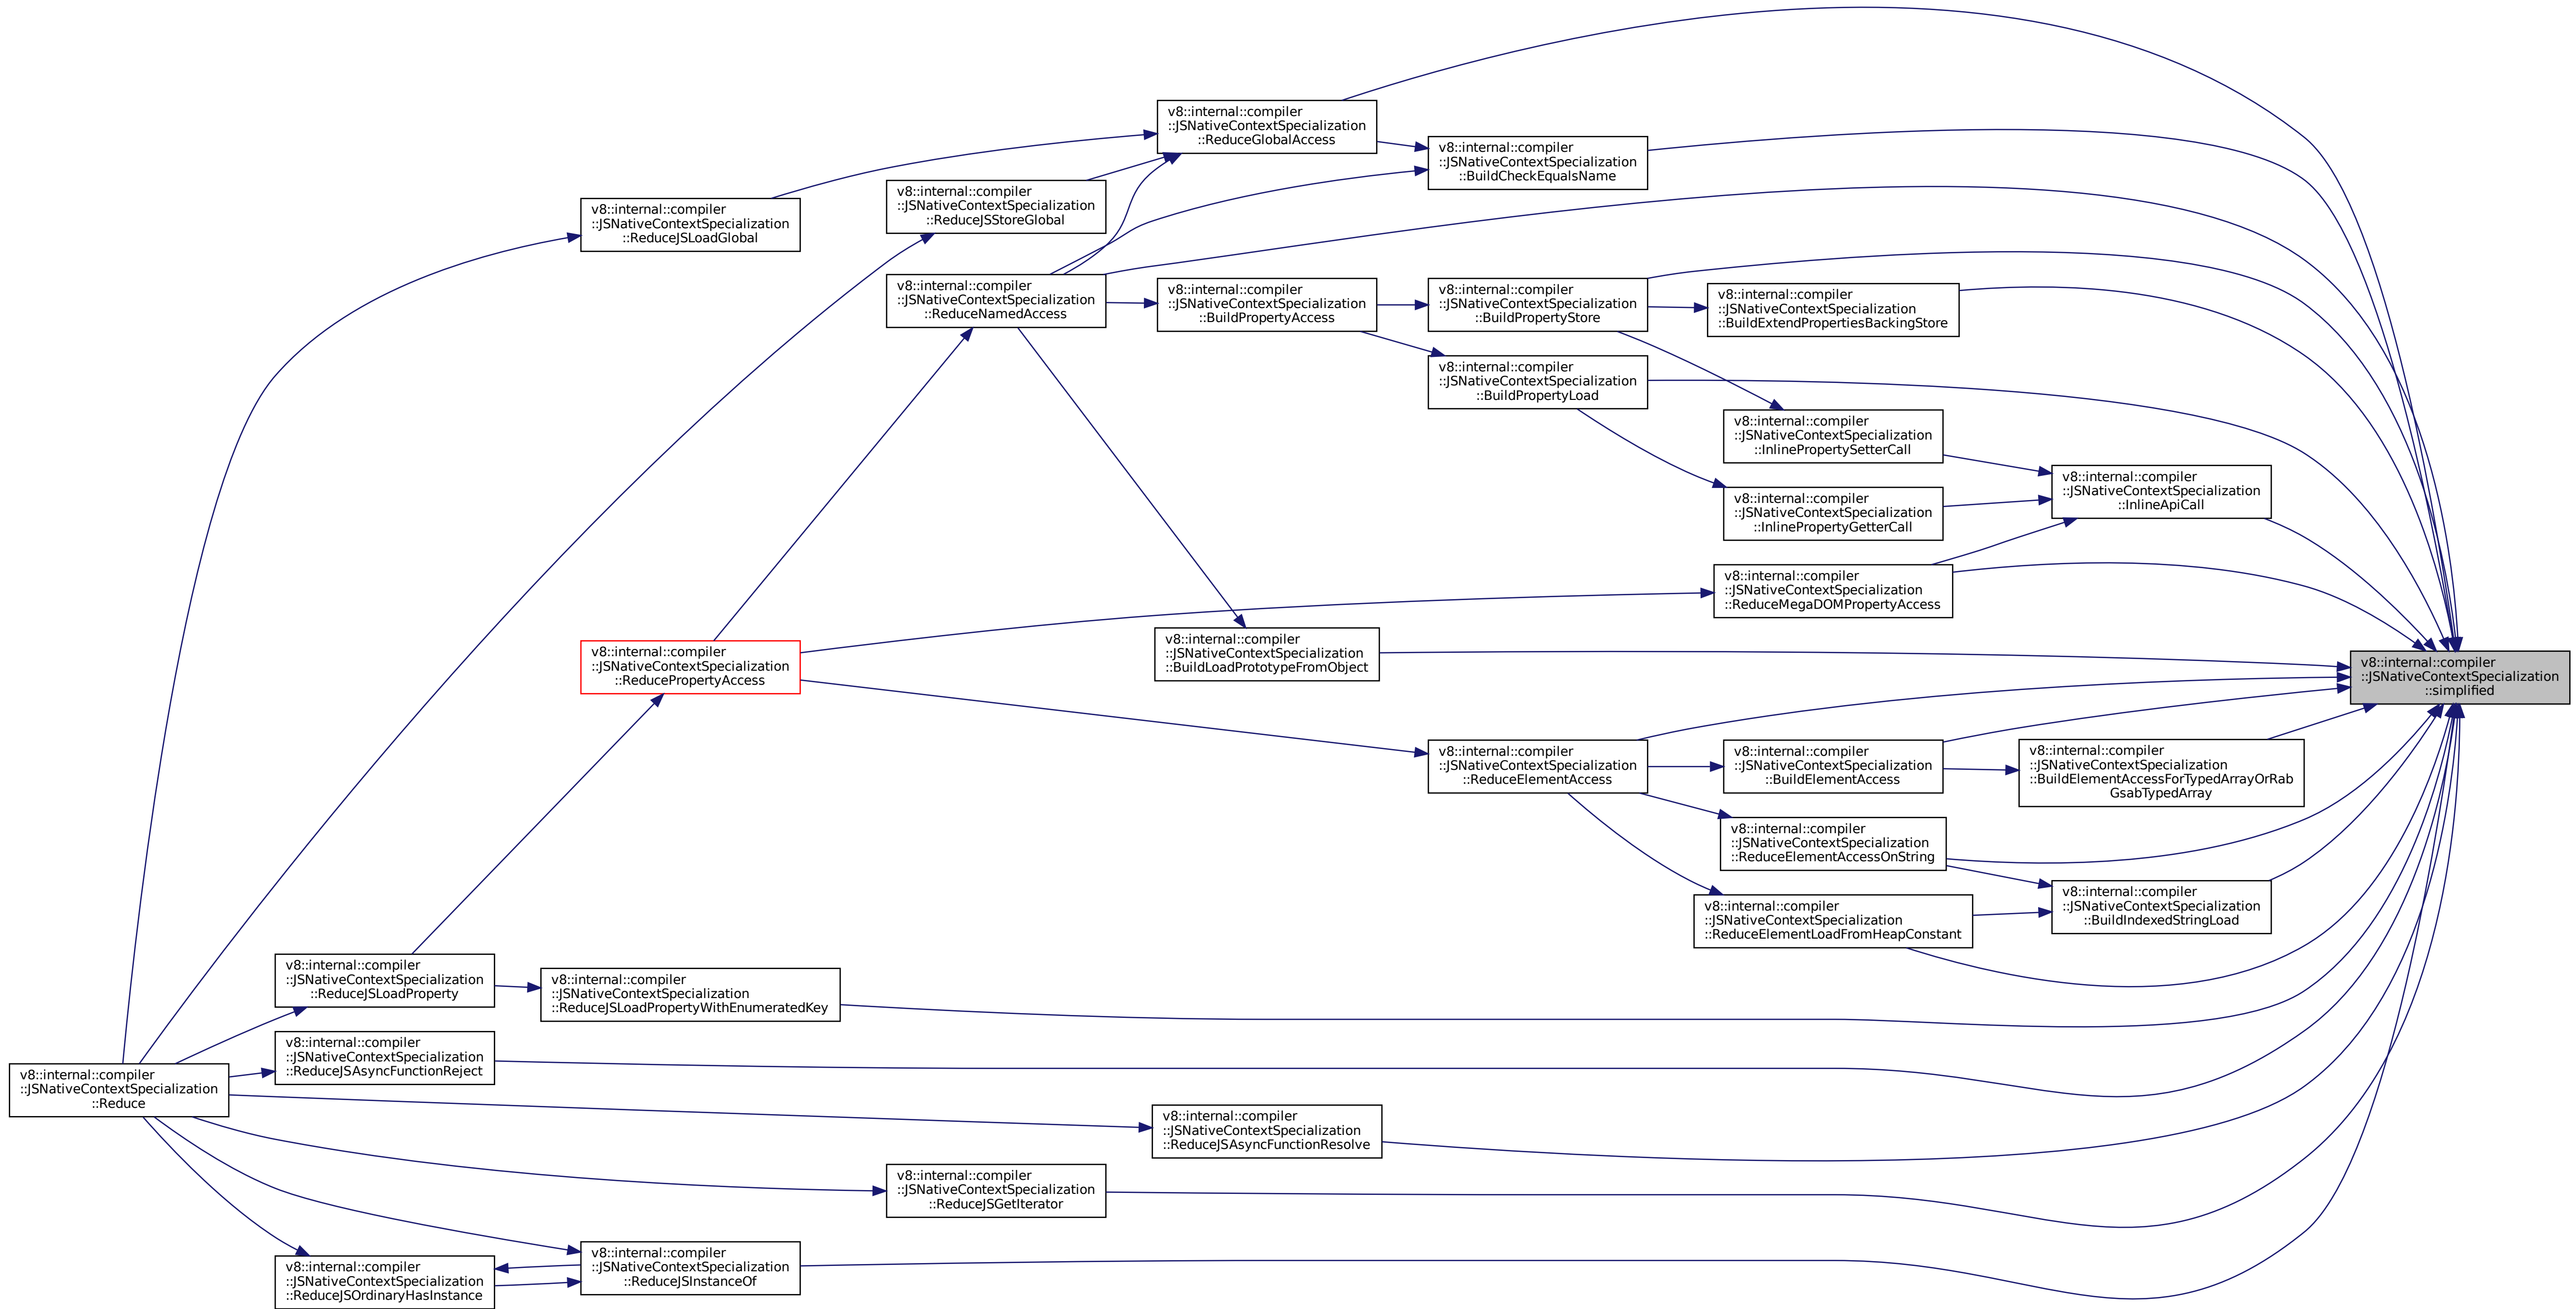 v8::internal::compiler
::JSNativeContextSpecialization
::ReduceGlobalAccess
v8::internal::compiler
::JSNativeContextSpecialization
::BuildCheckEqualsName
v8::internal::compiler
::JSNativeContextSpecialization
::ReduceJSStoreGlobal
v8::internal::compiler
::JSNativeContextSpecialization
::ReduceJSLoadGlobal
v8::internal::compiler
::JSNativeContextSpecialization
::ReduceNamedAccess
v8::internal::compiler
::JSNativeContextSpecialization
::BuildPropertyAccess
v8::internal::compiler
::JSNativeContextSpecialization
::BuildPropertyStore
v8::internal::compiler
::JSNativeContextSpecialization
::BuildExtendPropertiesBackingStore
v8::internal::compiler
::JSNativeContextSpecialization
::BuildPropertyLoad
v8::internal::compiler
::JSNativeContextSpecialization
::InlinePropertySetterCall
v8::internal::compiler
::JSNativeContextSpecialization
::InlineApiCall
v8::internal::compiler
::JSNativeContextSpecialization
::InlinePropertyGetterCall
v8::internal::compiler
::JSNativeContextSpecialization
::ReduceMegaDOMPropertyAccess
v8::internal::compiler
::JSNativeContextSpecialization
::BuildLoadPrototypeFromObject
v8::internal::compiler
::JSNativeContextSpecialization
::ReducePropertyAccess
v8::internal::compiler
::JSNativeContextSpecialization
::simplified
v8::internal::compiler
::JSNativeContextSpecialization
::ReduceElementAccess
v8::internal::compiler
::JSNativeContextSpecialization
::BuildElementAccess
v8::internal::compiler
::JSNativeContextSpecialization
::BuildElementAccessForTypedArrayOrRab
GsabTypedArray
v8::internal::compiler
::JSNativeContextSpecialization
::ReduceElementAccessOnString
v8::internal::compiler
::JSNativeContextSpecialization
::BuildIndexedStringLoad
v8::internal::compiler
::JSNativeContextSpecialization
::ReduceElementLoadFromHeapConstant
v8::internal::compiler
::JSNativeContextSpecialization
::ReduceJSLoadProperty
v8::internal::compiler
::JSNativeContextSpecialization
::ReduceJSLoadPropertyWithEnumeratedKey
v8::internal::compiler
::JSNativeContextSpecialization
::ReduceJSAsyncFunctionReject
v8::internal::compiler
::JSNativeContextSpecialization
::Reduce
v8::internal::compiler
::JSNativeContextSpecialization
::ReduceJSAsyncFunctionResolve
v8::internal::compiler
::JSNativeContextSpecialization
::ReduceJSGetIterator
v8::internal::compiler
::JSNativeContextSpecialization
::ReduceJSInstanceOf
v8::internal::compiler
::JSNativeContextSpecialization
::ReduceJSOrdinaryHasInstance